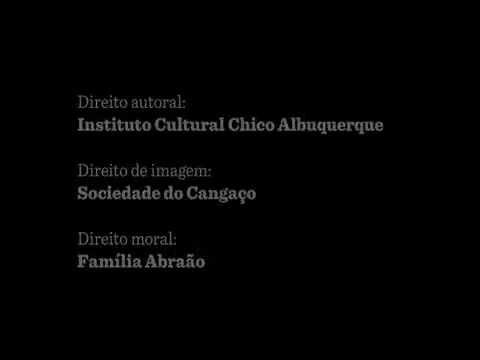 Direito autoral:
Instituto Cultural Chico Albuquerque
Direito de imagem:
Sociedade do Cangaço
Direito moral:
Família Abraão